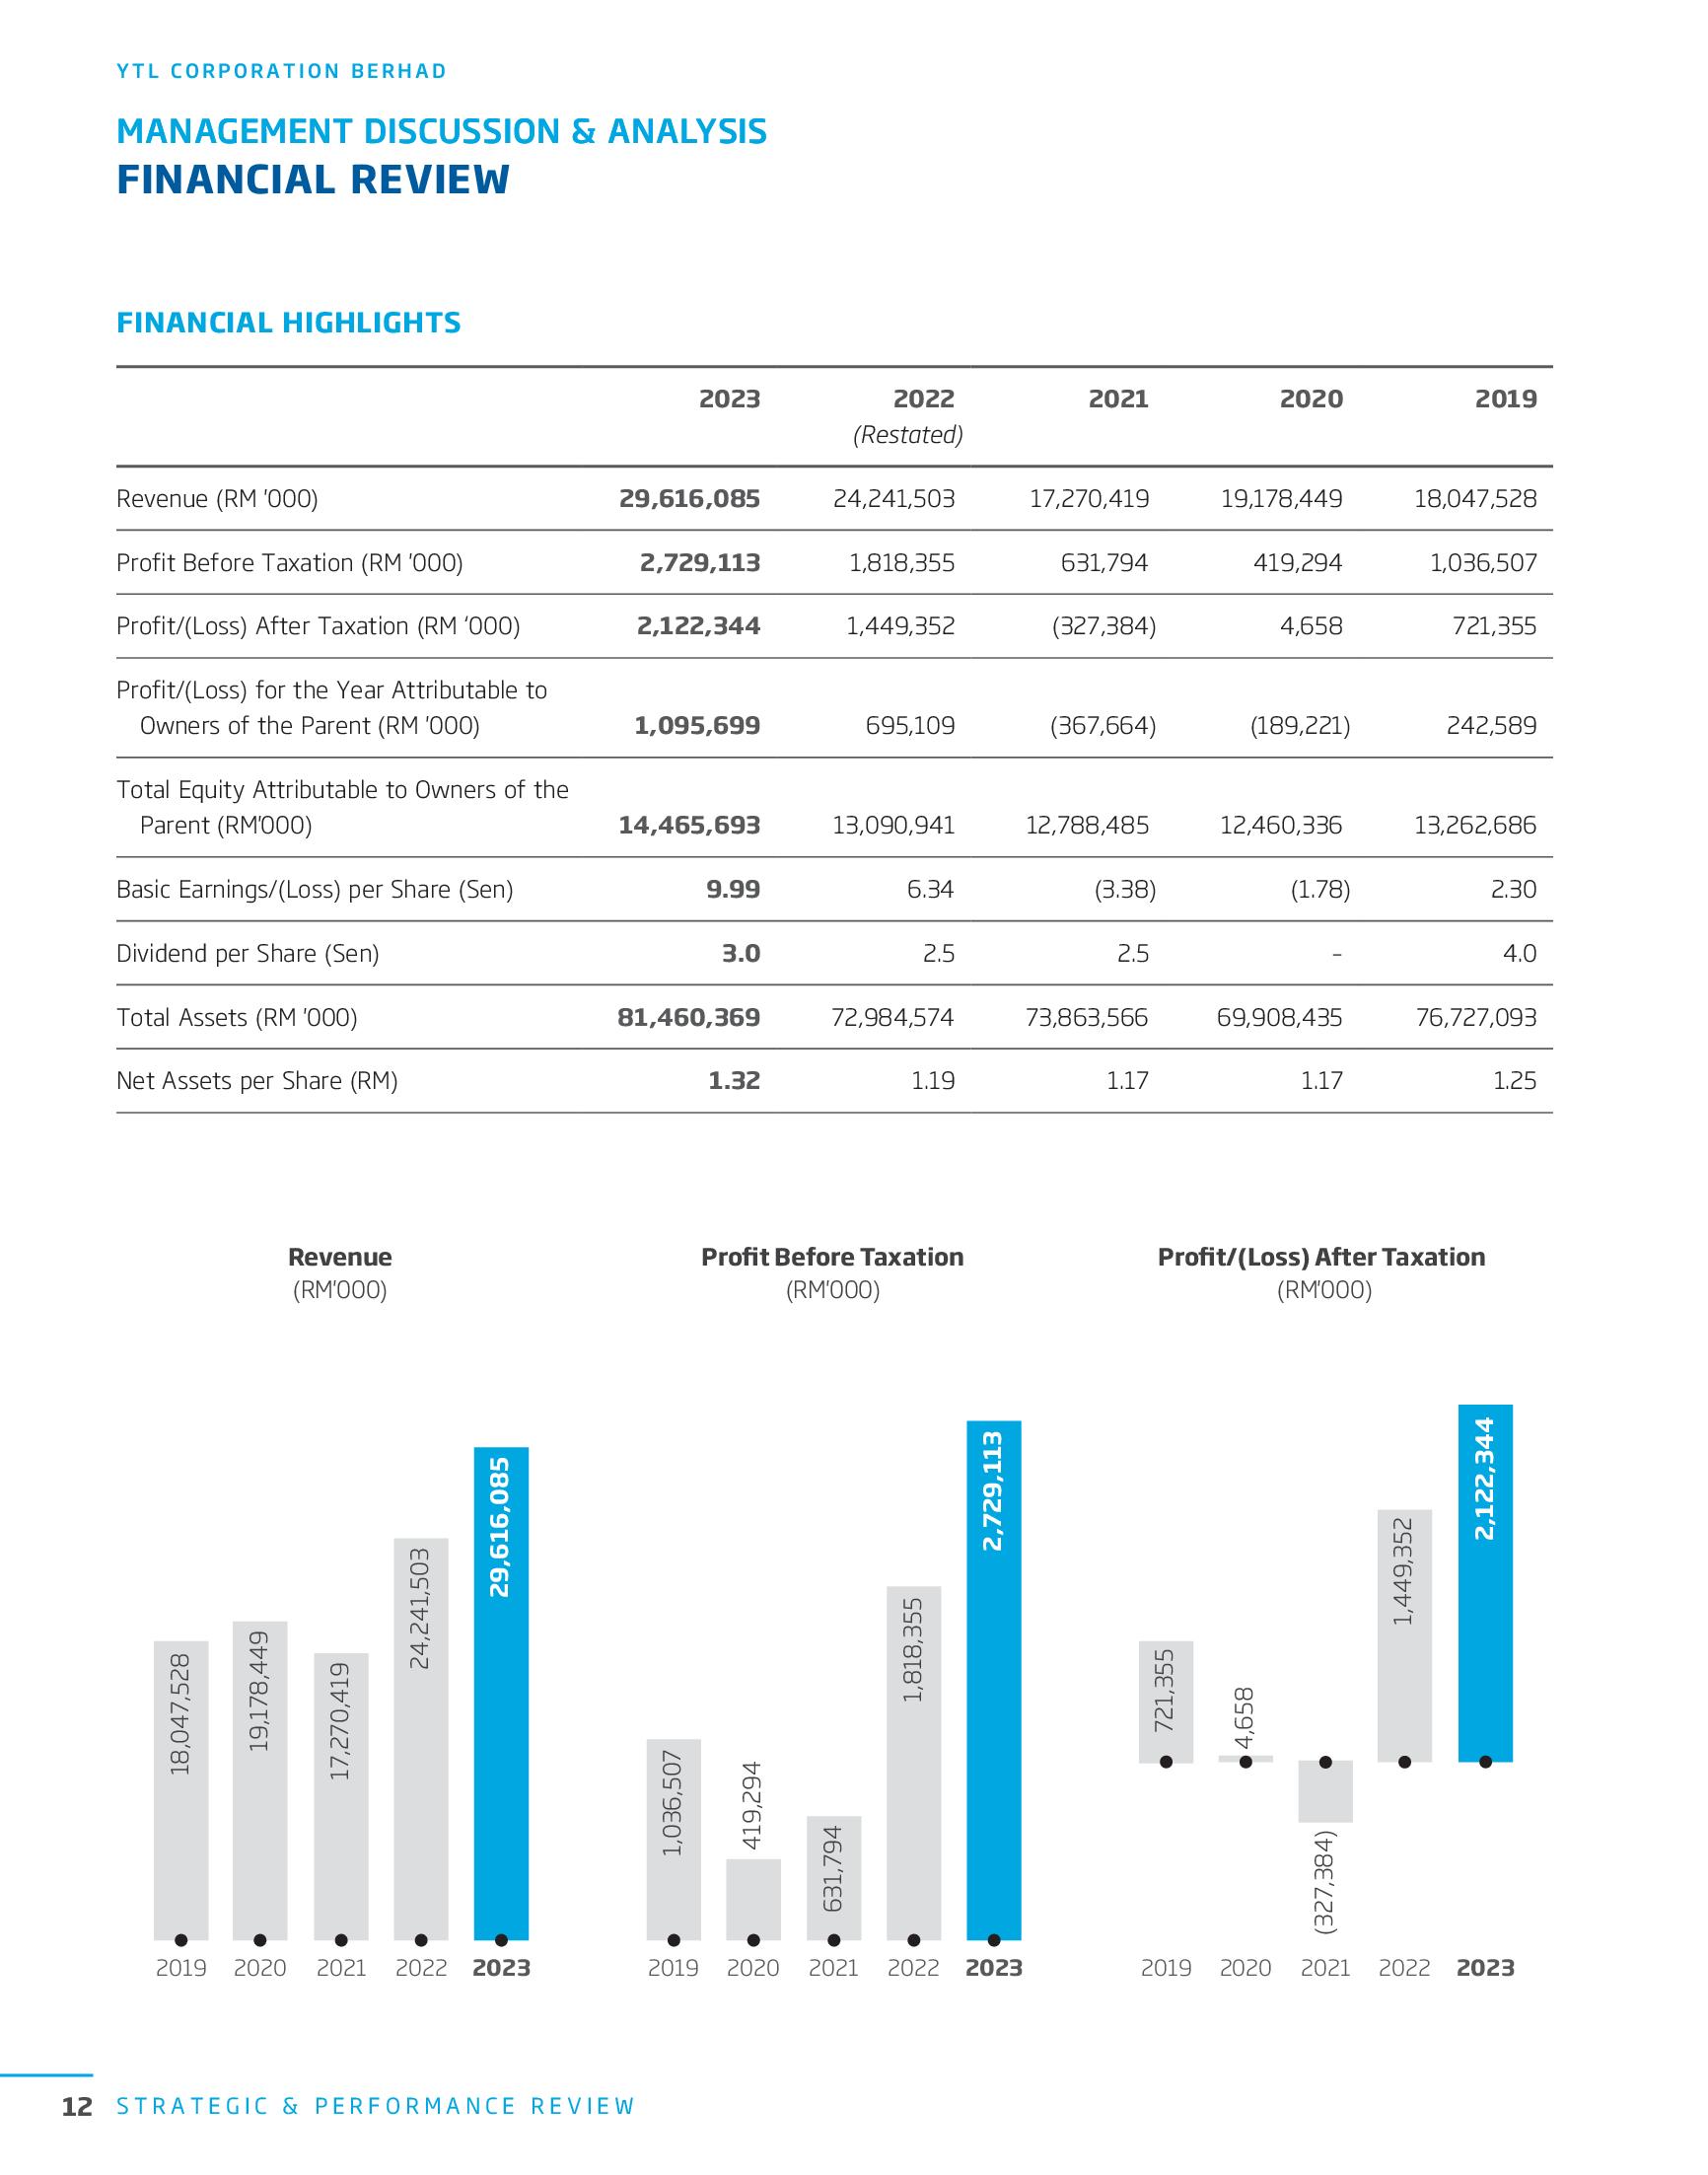 YTL CORPORATION BERHAD
MANAGEMENT DISCUSSION & ANALYSIS
FINANCIAL REVIEW
FINANCIAL HIGHLIGHTS
2023 2022 2021 2020 2019
(Restated)
Revenue (RM '000) 29,616,085 24,241,503 17,270,419 19,178,449 18,047,528
Profit Before Taxation (RM '000) 2,729,113 1,818,355 631,794 419,294 1,036,507
Profit/(Loss) After Taxation (RM '000) 2,122,344 1,449,352 (327,384) 4,658 721,355
Profit/(Loss) for the Year Attributable to
Owners of the Parent (RM '000) 1,095,699 695,109 (367,664) (189,221) 242,589
Total Equity Attributable to Owners of the
Parent (RM'000) 14,465,693 13,090,941 12,788,485 12,460,336 13,262,686
Basic Earnings/(Loss) per Share (Sen) 9.99 6.34 (3.38) (1.78) 2.30
Dividend per Share (Sen) 3.0 2.5 2.5 – 4.0
Total Assets (RM '000) 81,460,369 72,984,574 73,863,566 69,908,435 76,727,093
Net Assets per Share (RM) 1.32 1.19 1.17 1.17 1.25
Revenue
(RM'000)
18,047,528
19,178,449
17,270,419
24,241,503
29,616,085
2019 2020 2021 2022 2023
Profit Before Taxation
(RM'000)
1,036,507
419,294
631,794
1,818,355
2,729,113
2019 2020 2021 2022 2023
Profit/(Loss) After Taxation
(RM'000)
721,355
4,658
(327,384)
1,449,352
2,122,344
2019 2020 2021 2022 2023
12 STRATEGIC & PERFORMANCE REVIEW